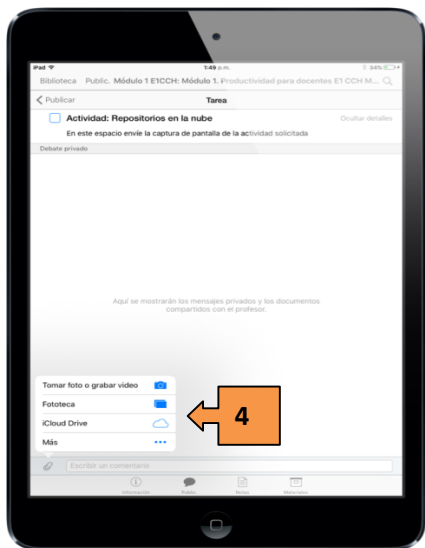 iPad 1:49 p.m. 34%
Biblioteca Public. Módulo 1 E1CCH: Módulo 1. Productividad para docentes E1 CCH M...
Publicar Tarea
Actividad: Repositorios en la nube Ocultar detalles
En este espacio envíe la captura de pantalla de la actividad solicitada
Debate privado
Aquí se mostrarán los mensajes privados y los documentos
compartidos con el profesor.
Tomar foto o grabar video
Fototeca
iCloud Drive
Más
4
Escribir un comentario
Información Public. Notas Materiales